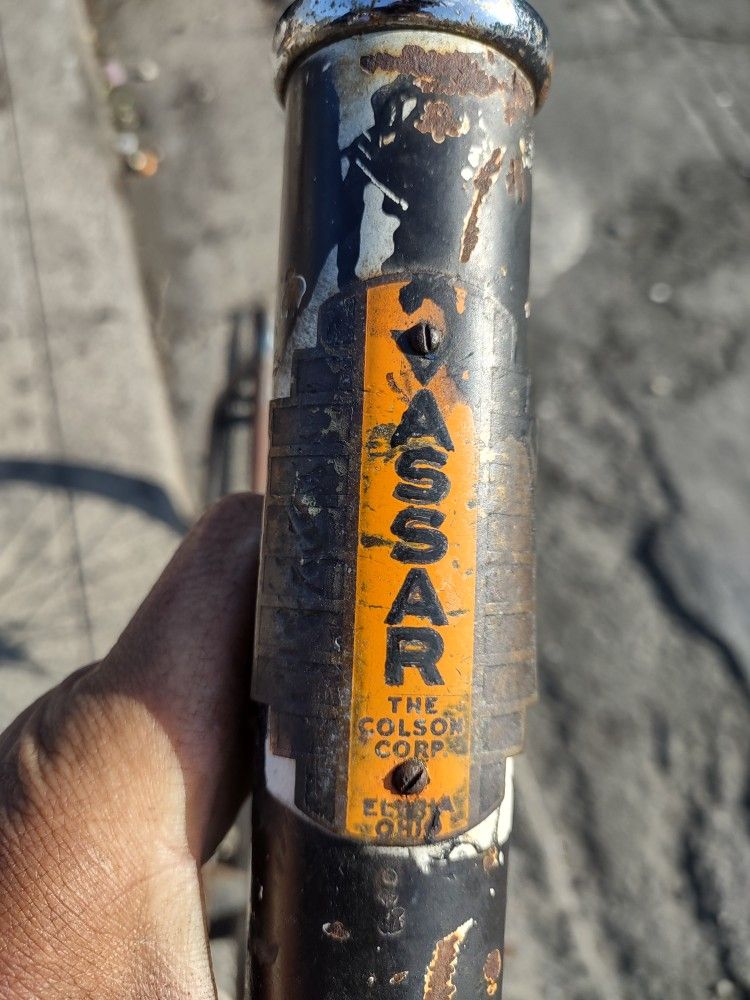 VASSAR
THE
COLSON
CORP.
ELYRIA
OHIO